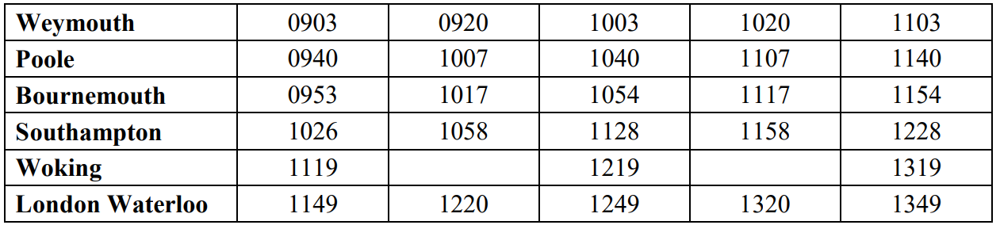 Weymouth 0903 0920 1003 1020 1103
Poole 0940 1007 1040 1107 1140
Bournemouth 0953 1017 1054 1117 1154
Southampton 1026 1058 1128 1158 1228
Woking 1119 1219 1319
London Waterloo 1149 1220 1249 1320 1349